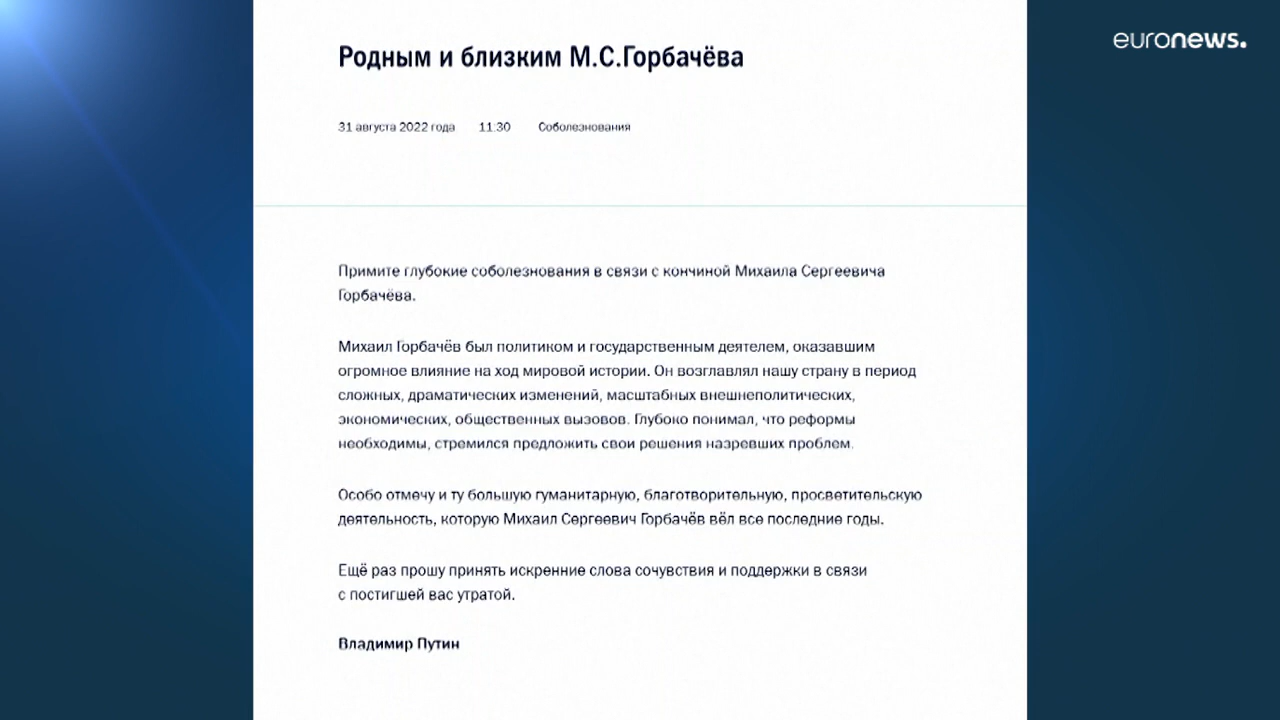 euronews.
Родным и близким М.С.Горбачёва
31 августа 2022 года 11:30 Соболезнования
Примите глубокие соболезнования в связи с кончиной Михаила Сергеевича
Горбачёва.
Михаил Горбачёв был политиком и государственным деятелем, оказавшим
огромное влияние на ход мировой истории. Он возглавлял нашу страну в период
сложных, драматических изменений, масштабных внешнеполитических,
экономических, общественных вызовов. Глубоко понимал, что реформы
необходимы, стремился предложить свои решения назревших проблем.
Особо отмечу и ту большую гуманитарную, благотворительную, просветительскую
деятельность, которую Михаил Сергеевич Горбачёв вёл все последние годы.
Ещё раз прошу принять искренние слова сочувствия и поддержки в связи
с постигшей вас утратой.
Владимир Путин